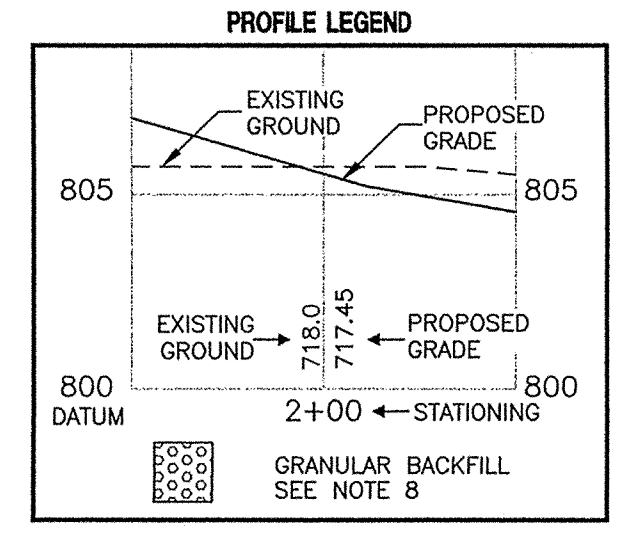 PROFILE LEGEND
EXISTING
GROUND
PROPOSED
GRADE
805
805
EXISTING
GROUND
718.0
717.45
PROPOSED
GRADE
800
800
DATUM
2+00
STATIONING
GRANULAR BACKFILL
SEE NOTE 8